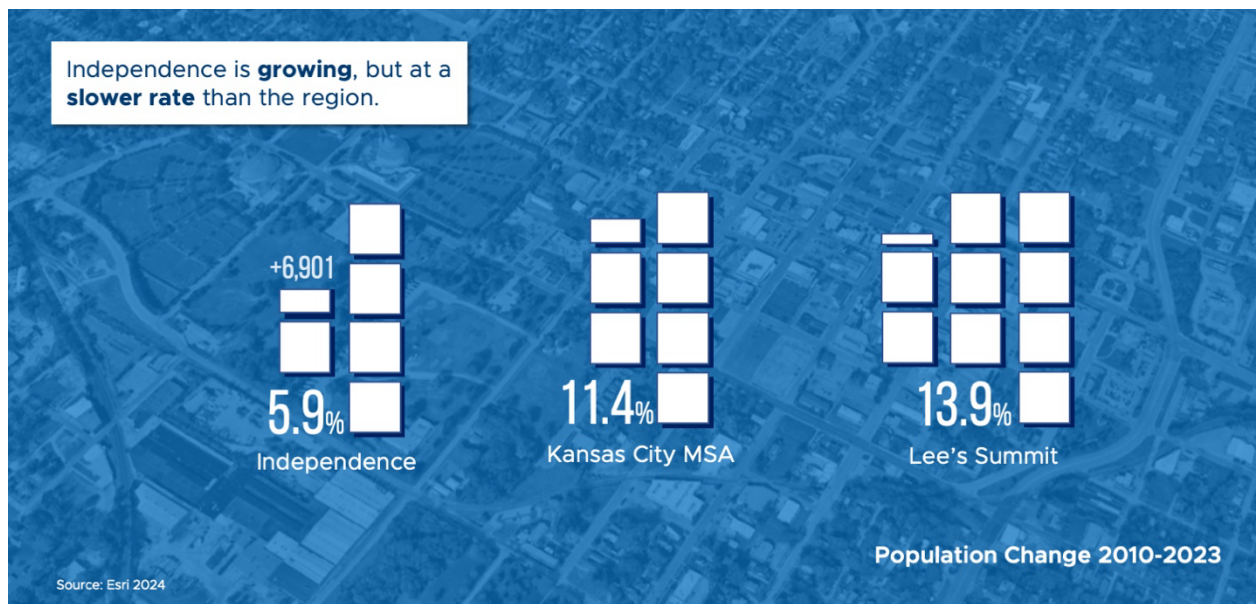 Independence is growing, but at a
slower rate than the region.
+6,901
5.9%
Independence
11.4%
Kansas City MSA
13.9%
Lee's Summit
Population Change 2010-2023
Source: Esri 2024